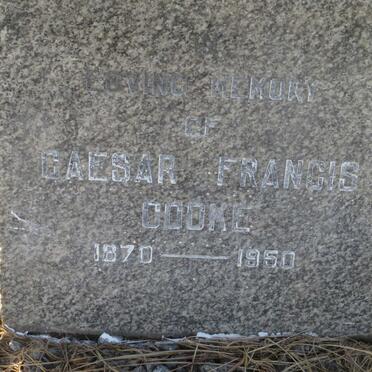 LOVING MEMORY
OF
CAESAR FRANCIS
COOKE
1870 — 1950